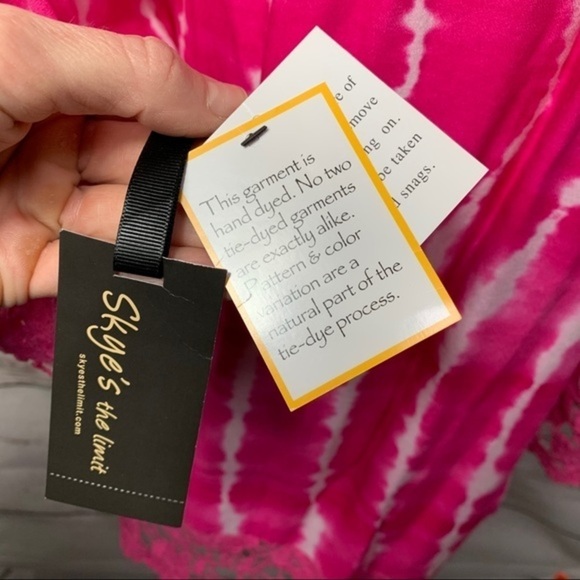 Skye's the limit
skyesthelimit.com
This garment is
hand dyed. No two
tie-dyed garments
are exactly alike.
Pattern & color
variation are a
natural part of the
tie-dye process.
of
on.
be taken
snags.